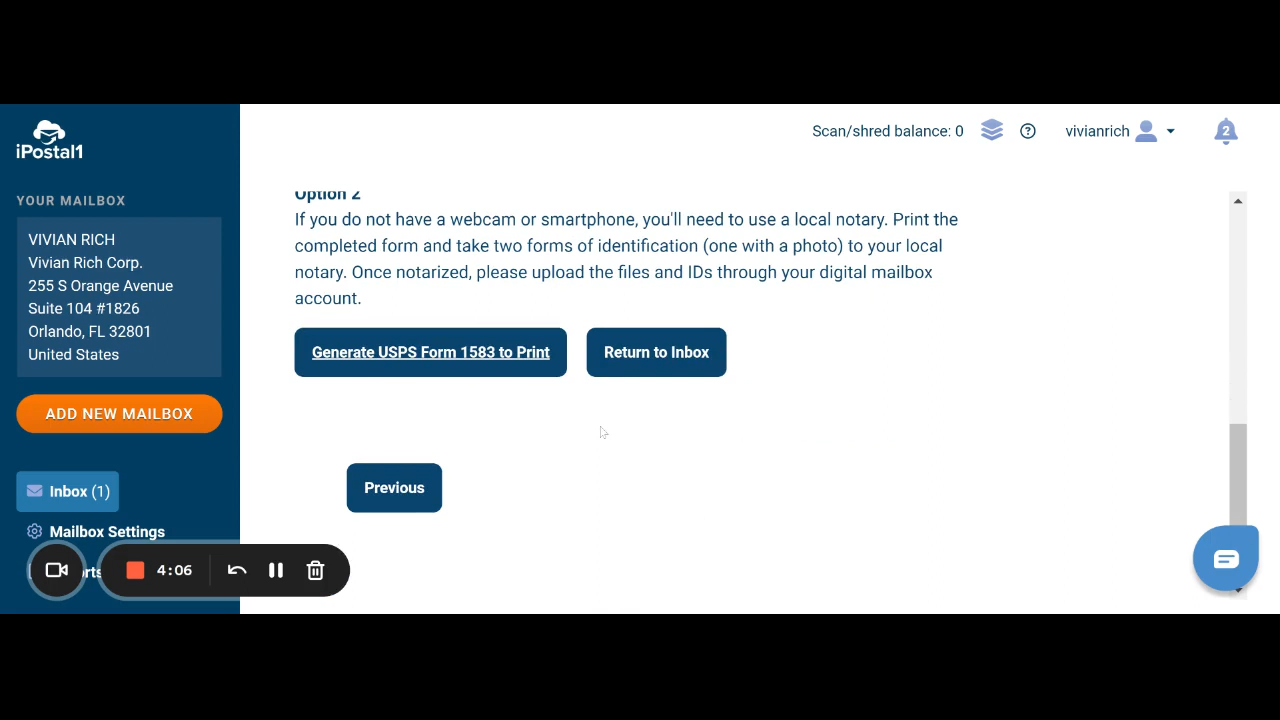 iPostal1
Scan/shred balance: 0
vivianrich
2
YOUR MAILBOX
VIVIAN RICH
Vivian Rich Corp.
255 S Orange Avenue
Suite 104 #1826
Orlando, FL 32801
United States
ADD NEW MAILBOX
Inbox (1)
Mailbox Settings
rts
4:06
Option 2
If you do not have a webcam or smartphone, you'll need to use a local notary. Print the
completed form and take two forms of identification (one with a photo) to your local
notary. Once notarized, please upload the files and IDs through your digital mailbox
account.
Generate USPS Form 1583 to Print
Return to Inbox
Previous